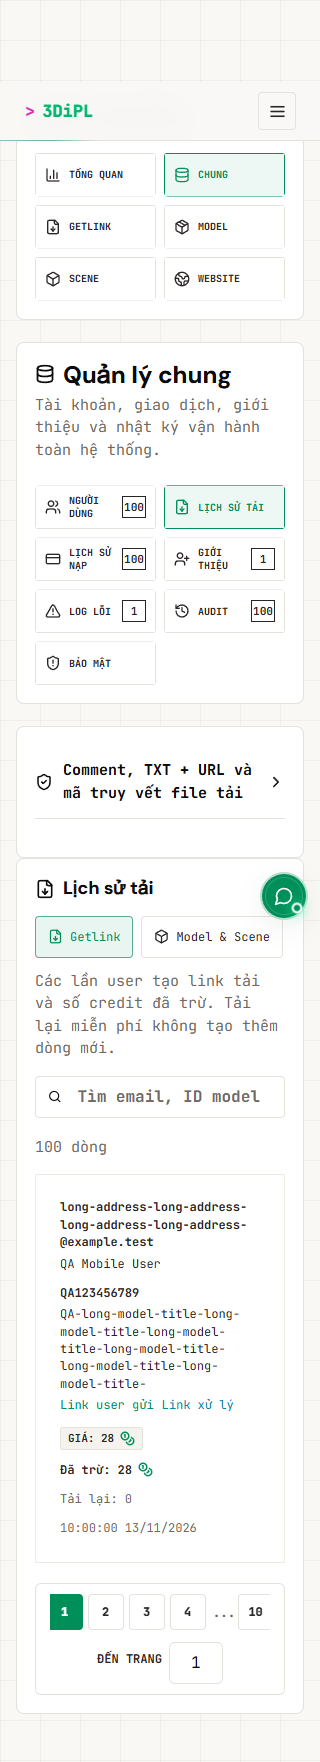 > 3DiPL
TỔNG QUAN
CHUNG
GETLINK
MODEL
SCENE
WEBSITE
Quản lý chung
Tài khoản, giao dịch, giới
thiệu và nhật ký vận hành
toàn hệ thống.
NGƯỜI
DÙNG
100
LỊCH SỬ TẢI
LỊCH SỬ
NẠP
100
GIỚI
THIỆU
1
LOG LỖI
1
AUDIT
100
BẢO MẬT
Comment, TXT + URL và
mã truy vết file tải
Lịch sử tải
Getlink
Model & Scene
Các lần user tạo link tải
và số credit đã trừ. Tải
lại miễn phí không tạo thêm
dòng mới.
Tìm email, ID model
100 dòng
long-address-long-address-
long-address-long-address-
@example.test
QA Mobile User
QA123456789
QA-long-model-title-long-
model-title-long-model-
title-long-model-title-
long-model-title-long-
model-title-
Link user gửi Link xử lý
GIÁ: 28
Đã trừ: 28
Tải lại: 0
10:00:00 13/11/2026
1 2 3 4 ... 10
ĐẾN TRANG 1